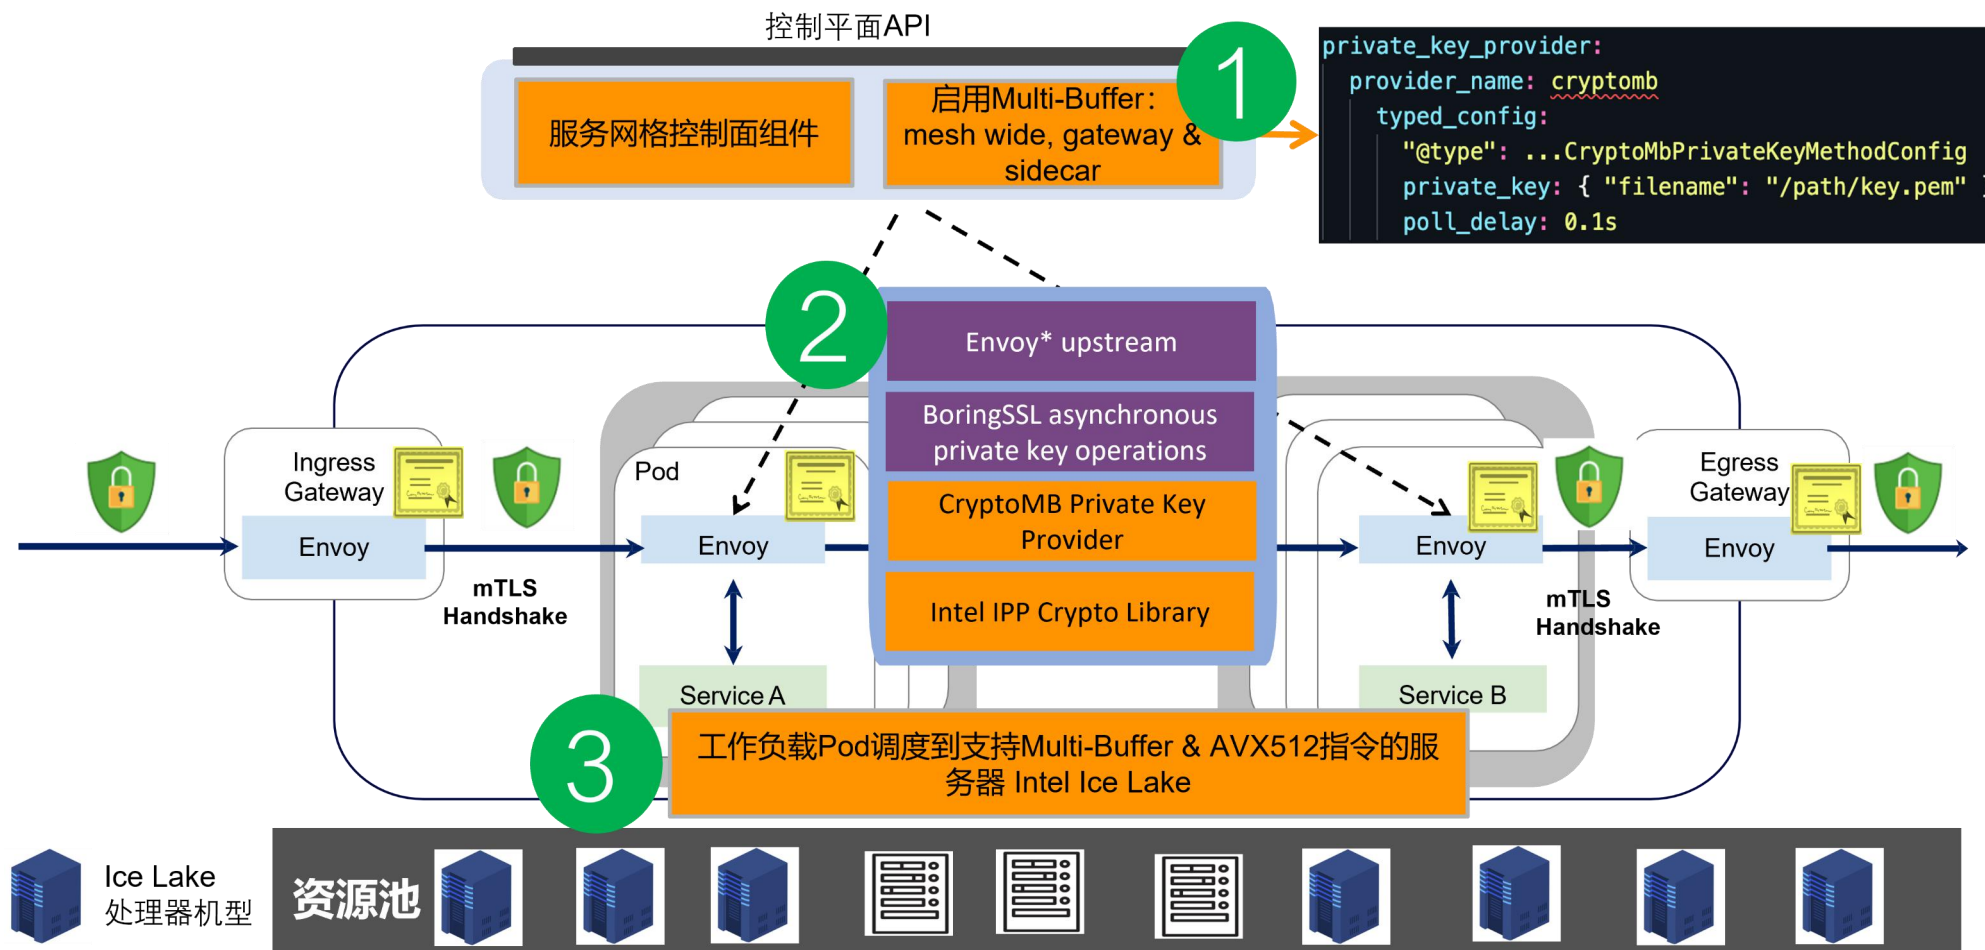 控制平面API
服务网格控制面组件
启用Multi-Buffer：
mesh wide, gateway &
sidecar
1
private_key_provider:
provider_name: cryptomb
typed_config:
"@type": ...CryptoMbPrivateKeyMethodConfig
private_key: { "filename": "/path/key.pem" }
poll_delay: 0.1s
2
Envoy* upstream
BoringSSL asynchronous
private key operations
CryptoMB Private Key
Provider
Intel IPP Crypto Library
Ingress
Gateway
Envoy
mTLS
Handshake
Pod
Envoy
Service A
Envoy
Service B
mTLS
Handshake
Egress
Gateway
Envoy
3
工作负载Pod调度到支持Multi-Buffer & AVX512指令的服
务器 Intel Ice Lake
Ice Lake
处理器机型
资源池